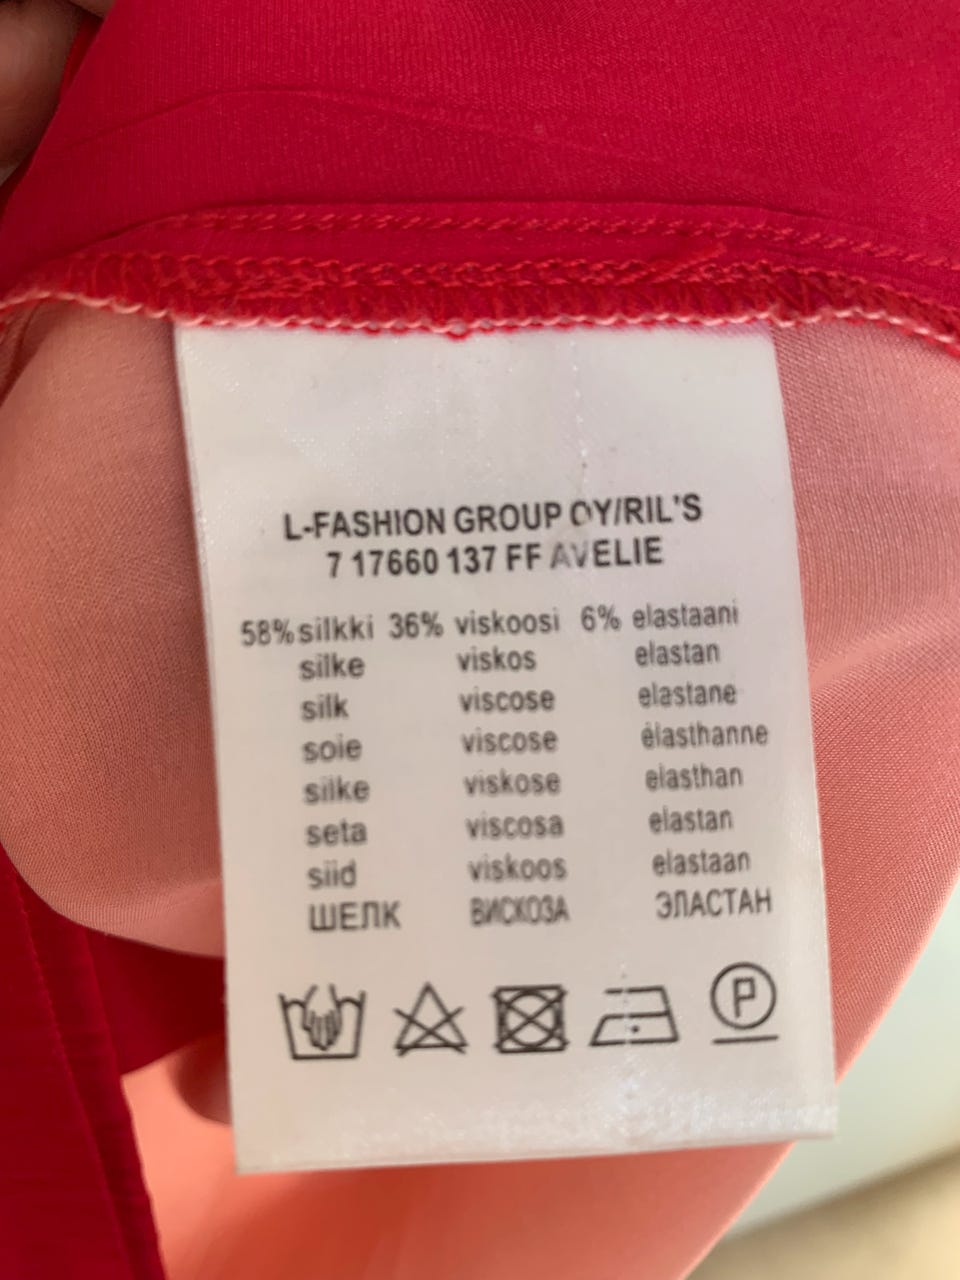 L-FASHION GROUP OY/RIL'S
7 17660 137 FF AVELIE
58% silkki 36% viskoosi 6% elastaani
silke viskos elastan
silk viscose elastane
soie viscose élasthanne
silke viskose elasthan
seta viscosa elastan
siid viskoos elastaan
ШЕЛК ВИСКОЗА ЭЛАСТАН
P